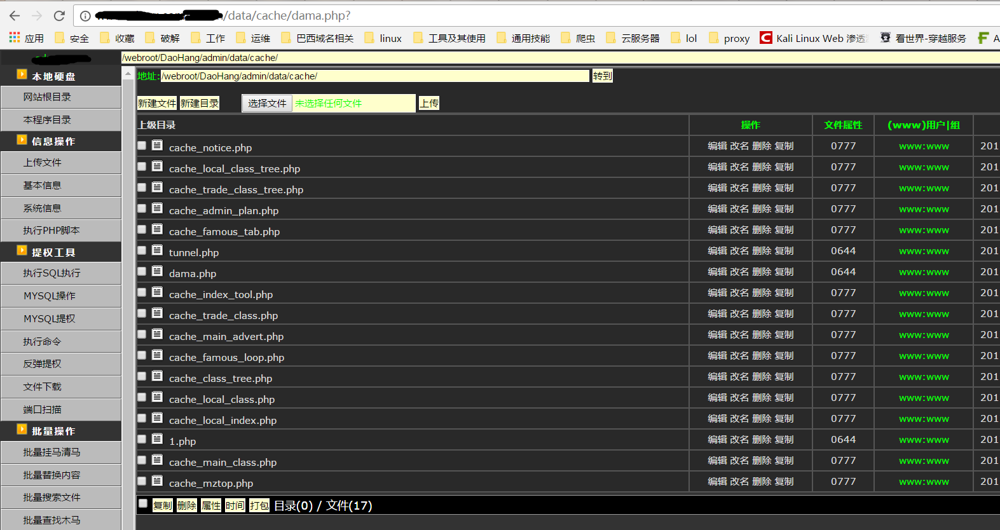 /data/cache/dama.php?
应用 安全 收藏 破解 工作 运维 巴西域名相关 linux 工具及其使用 通用技能 爬虫 云服务器 lol proxy Kali Linux Web 渗透 看世界-穿越服务 A
/webroot/DaoHang/admin/data/cache/
本地硬盘
网站根目录
本程序目录
信息操作
上传文件
基本信息
系统信息
执行PHP脚本
提权工具
执行SQL执行
MYSQL操作
MYSQL提权
执行命令
反弹提权
文件下载
端口扫描
批量操作
批量挂马清马
批量替换内容
批量搜索文件
批量查找木马
地址: /webroot/DaoHang/admin/data/cache/ 转到
新建文件 新建目录 选择文件 未选择任何文件 上传
上级目录 操作 文件属性 (www)用户|组
cache_notice.php 编辑 改名 删除 复制 0777 www:www 201
cache_local_class_tree.php 编辑 改名 删除 复制 0777 www:www 201
cache_trade_class_tree.php 编辑 改名 删除 复制 0777 www:www 201
cache_admin_plan.php 编辑 改名 删除 复制 0777 www:www 201
cache_famous_tab.php 编辑 改名 删除 复制 0777 www:www 201
tunnel.php 编辑 改名 删除 复制 0644 www:www 201
dama.php 编辑 改名 删除 复制 0644 www:www 201
cache_index_tool.php 编辑 改名 删除 复制 0777 www:www 201
cache_trade_class.php 编辑 改名 删除 复制 0777 www:www 201
cache_main_advert.php 编辑 改名 删除 复制 0777 www:www 201
cache_famous_loop.php 编辑 改名 删除 复制 0777 www:www 201
cache_class_tree.php 编辑 改名 删除 复制 0777 www:www 201
cache_local_class.php 编辑 改名 删除 复制 0777 www:www 201
cache_local_index.php 编辑 改名 删除 复制 0777 www:www 201
1.php 编辑 改名 删除 复制 0644 www:www 201
cache_main_class.php 编辑 改名 删除 复制 0777 www:www 201
cache_mztop.php 编辑 改名 删除 复制 0777 www:www 201
复制 删除 属性 时间 打包 目录(0) / 文件(17)